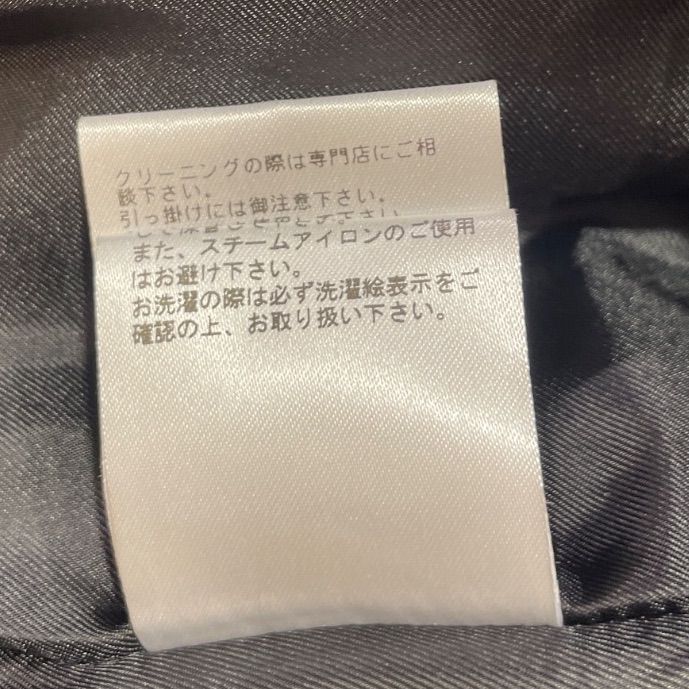 クリーニングの際は専門店にご相
談下さい。
引っ掛けには御注意下さい。
また、スチームアイロンのご使用
はお避け下さい。
お洗濯の際は必ず洗濯絵表示をご
確認の上、お取り扱い下さい。